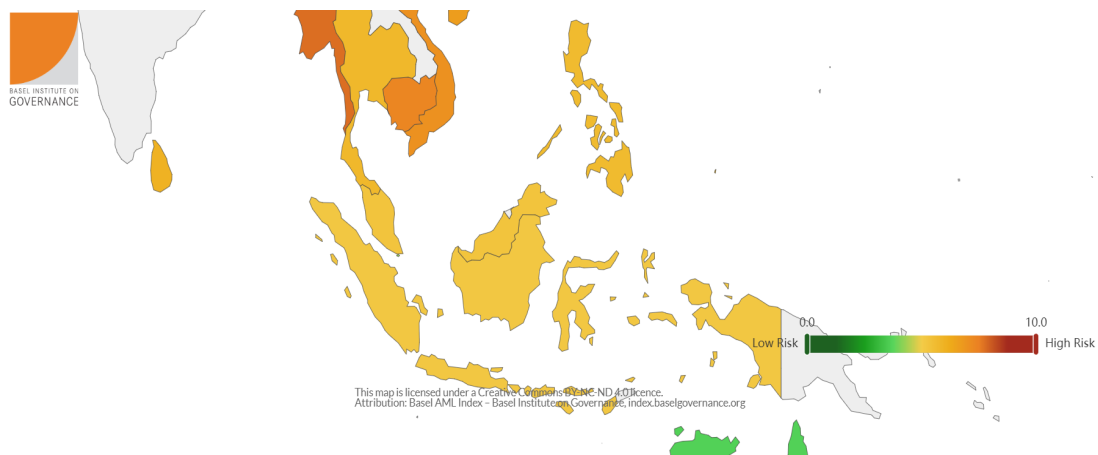 BASEL INSTITUTE ON
GOVERNANCE
0.0
10.0
Low Risk
High Risk
This map is licensed under a Creative Commons BY-NC-ND 4.0 licence.
Attribution: Basel AML Index – Basel Institute on Governance, index.baselgovernance.org